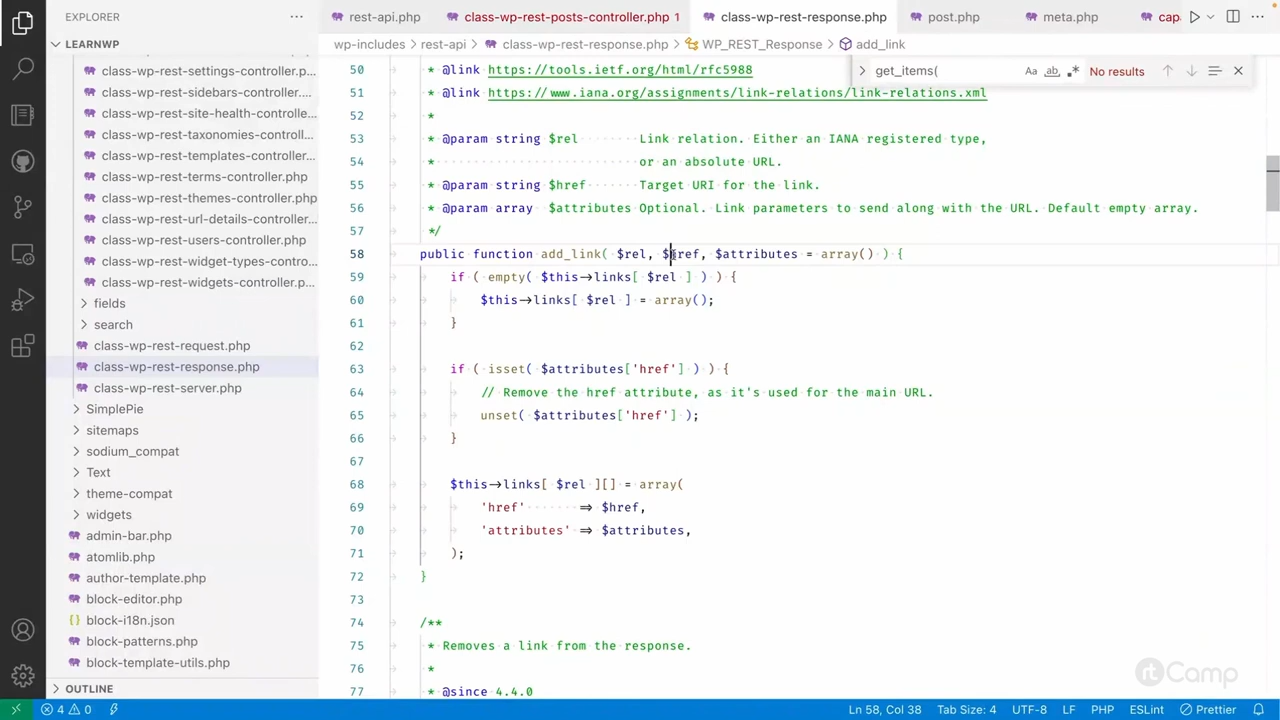 EXPLORER
rest-api.php
class-wp-rest-posts-controller.php 1
class-wp-rest-response.php
post.php
meta.php
LEARNWP
wp-includes > rest-api > class-wp-rest-response.php > WP_REST_Response > add_link
get_items(
No results
class-wp-rest-settings-controller.p...
class-wp-rest-sidebars-controller....
class-wp-rest-site-health-controlle...
class-wp-rest-taxonomies-controll...
class-wp-rest-templates-controller...
class-wp-rest-terms-controller.php
class-wp-rest-themes-controller.php
class-wp-rest-url-details-controller...
class-wp-rest-users-controller.php
class-wp-rest-widget-types-control...
class-wp-rest-widgets-controller.php
fields
search
class-wp-rest-request.php
class-wp-rest-response.php
class-wp-rest-server.php
SimplePie
sitemaps
sodium_compat
Text
theme-compat
widgets
admin-bar.php
atomlib.php
author-template.php
block-editor.php
block-i18n.json
block-patterns.php
block-template-utils.php
OUTLINE
50 * @link https://tools.ietf.org/html/rfc5988
51 * @link https://www.iana.org/assignments/link-relations/link-relations.xml
52 *
53 * @param string $rel Link relation. Either an IANA registered type,
54 * or an absolute URL.
55 * @param string $href Target URI for the link.
56 * @param array $attributes Optional. Link parameters to send along with the URL. Default empty array.
57 */
58 public function add_link( $rel, $href, $attributes = array() ) {
59 if ( empty( $this->links[ $rel ] ) ) {
60 $this->links[ $rel ] = array();
61 }
62
63 if ( isset( $attributes['href'] ) ) {
64 // Remove the href attribute, as it's used for the main URL.
65 unset( $attributes['href'] );
66 }
67
68 $this->links[ $rel ][] = array(
69 'href' => $href,
70 'attributes' => $attributes,
71 );
72 }
73
74 /**
75 * Removes a link from the response.
76 *
77 * @since 4.4.0
rtCamp
4 0
Ln 58, Col 38 Tab Size: 4 UTF-8 LF PHP ESLint Prettier